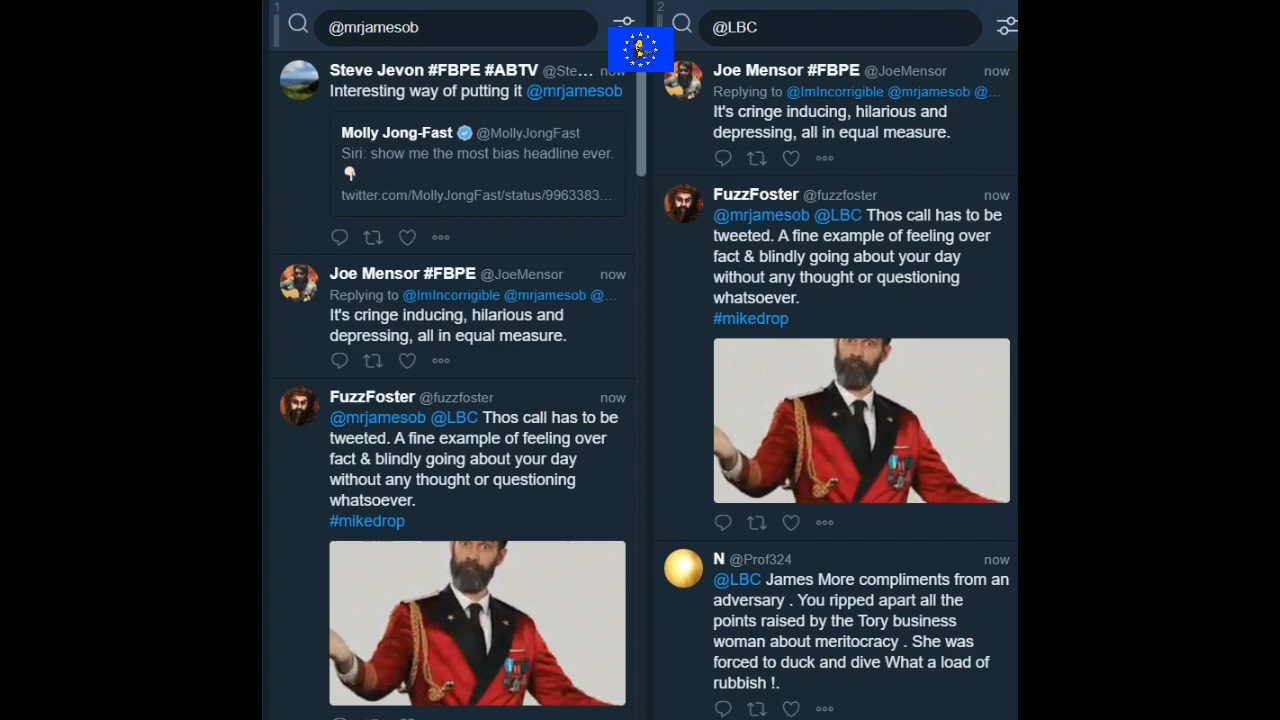 1
@mrjamesob
Steve Jevon #FBPE #ABTV @Ste... now
Interesting way of putting it @mrjamesob
Molly Jong-Fast @MollyJongFast
Siri: show me the most bias headline ever.
twitter.com/MollyJongFast/status/9963383...
Joe Mensor #FBPE @JoeMensor now
Replying to @ImIncorrigible @mrjamesob @...
It's cringe inducing, hilarious and
depressing, all in equal measure.
FuzzFoster @fuzzfoster now
@mrjamesob @LBC Thos call has to be
tweeted. A fine example of feeling over
fact & blindly going about your day
without any thought or questioning
whatsoever.
#mikedrop
2
@LBC
Joe Mensor #FBPE @JoeMensor now
Replying to @ImIncorrigible @mrjamesob @...
It's cringe inducing, hilarious and
depressing, all in equal measure.
FuzzFoster @fuzzfoster now
@mrjamesob @LBC Thos call has to be
tweeted. A fine example of feeling over
fact & blindly going about your day
without any thought or questioning
whatsoever.
#mikedrop
N @Prof324 now
@LBC James More compliments from an
adversary . You ripped apart all the
points raised by the Tory business
woman about meritocracy . She was
forced to duck and dive What a load of
rubbish !.